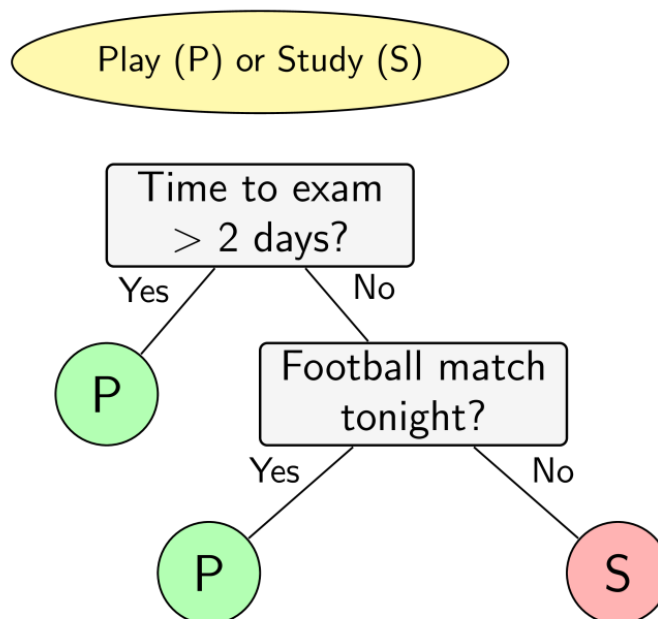 Play (P) or Study (S)
Time to exam
> 2 days?
Yes
No
P
Football match
tonight?
Yes
No
P
S